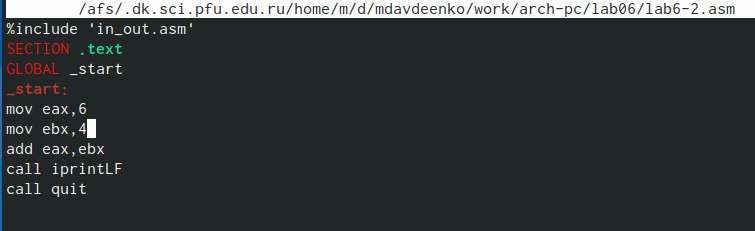 /afs/.dk.sci.pfu.edu.ru/home/m/d/mdavdeenko/work/arch-pc/lab06/lab6-2.asm
%include 'in_out.asm'
SECTION .text
GLOBAL _start
_start:
mov eax,6
mov ebx,4
add eax,ebx
call iprintLF
call quit